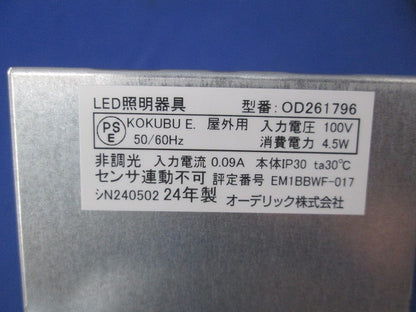 LED照明器具 型番:OD261796
PSE KOKUBU E. 屋外用 入力電圧 100V
50/60Hz 消費電力 4.5W
非調光 入力電流 0.09A 本体IP30 ta30℃
センサ連動不可 評定番号 EM1BBWF-017
シN240502 24年製 オーデリック株式会社